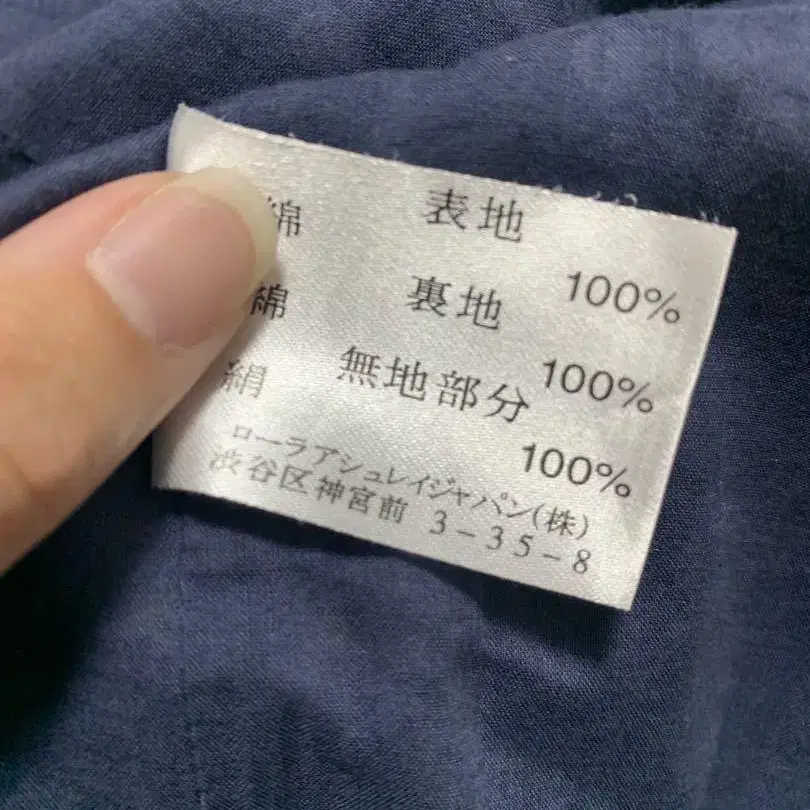 表地 綿 100%
裏地 綿 100%
無地部分 絹 100%
ローラアシュレイジャパン(株)
渋谷区神宮前 3-35-8